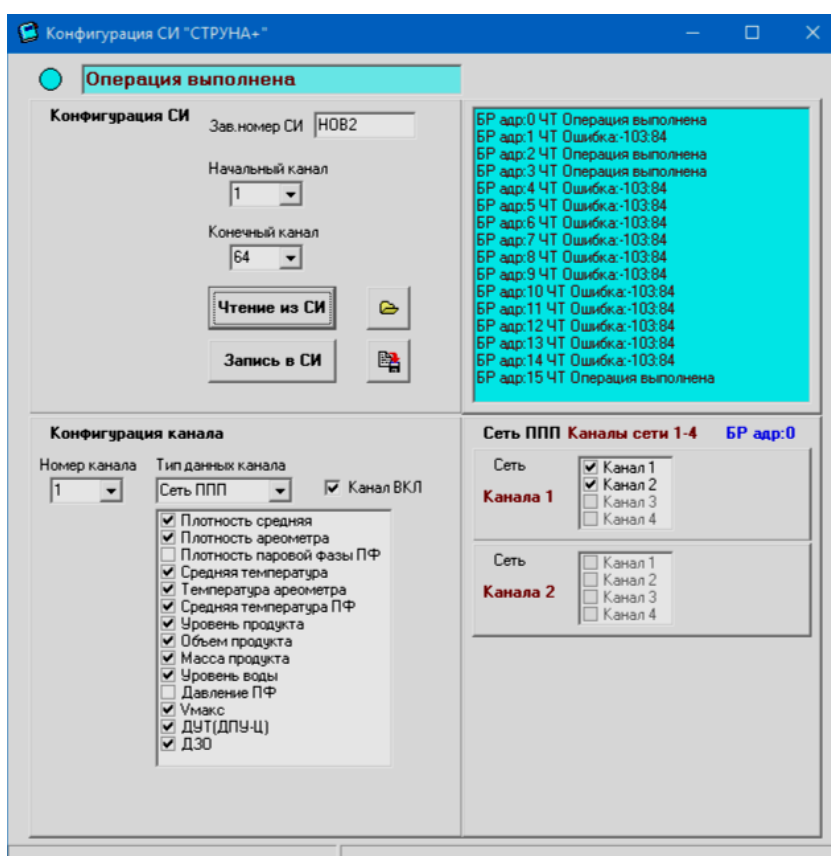 Конфигурация СИ "СТРУНА+"
Операция выполнена
Конфигурация СИ
Зав.номер СИ НОВ2
Начальный канал
1
Конечный канал
64
Чтение из СИ
Запись в СИ
БР адр:0 ЧТ Операция выполнена
БР адр:1 ЧТ Ошибка:-103:84
БР адр:2 ЧТ Операция выполнена
БР адр:3 ЧТ Операция выполнена
БР адр:4 ЧТ Ошибка:-103:84
БР адр:5 ЧТ Ошибка:-103:84
БР адр:6 ЧТ Ошибка:-103:84
БР адр:7 ЧТ Ошибка:-103:84
БР адр:8 ЧТ Ошибка:-103:84
БР адр:9 ЧТ Ошибка:-103:84
БР адр:10 ЧТ Ошибка:-103:84
БР адр:11 ЧТ Ошибка:-103:84
БР адр:12 ЧТ Ошибка:-103:84
БР адр:13 ЧТ Ошибка:-103:84
БР адр:14 ЧТ Ошибка:-103:84
БР адр:15 ЧТ Операция выполнена
Конфигурация канала
Номер канала
1
Тип данных канала
Сеть ППП
Канал ВКЛ
Плотность средняя
Плотность ареометра
Плотность паровой фазы ПФ
Средняя температура
Температура ареометра
Средняя температура ПФ
Уровень продукта
Объем продукта
Масса продукта
Уровень воды
Давление ПФ
Vмакс
ДУТ(ДПУ-Ц)
ДЗО
Сеть ППП Каналы сети 1-4 БР адр:0
Сеть
Канала 1
Канал 1
Канал 2
Канал 3
Канал 4
Сеть
Канала 2
Канал 1
Канал 2
Канал 3
Канал 4